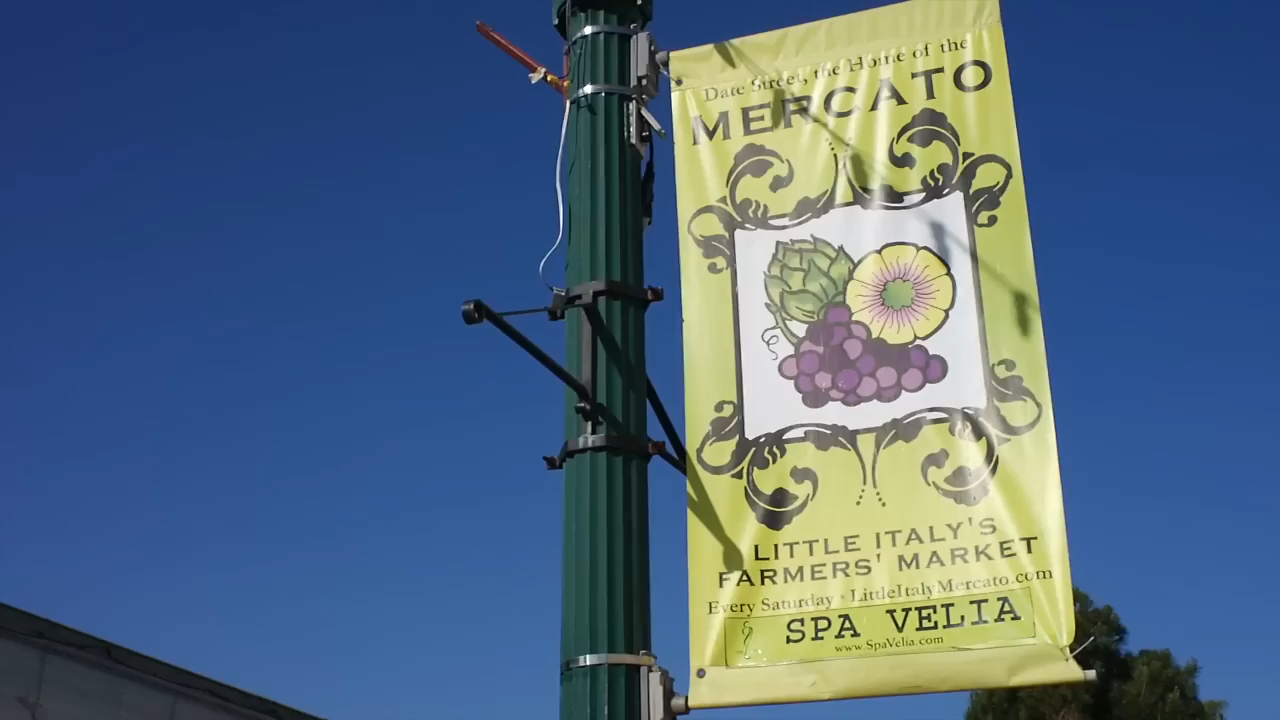 Date Street, the Home of the
MERCATO
LITTLE ITALY'S
FARMERS' MARKET
Every Saturday • LittleItalyMercato.com
SPA VELIA
www.SpaVelia.com